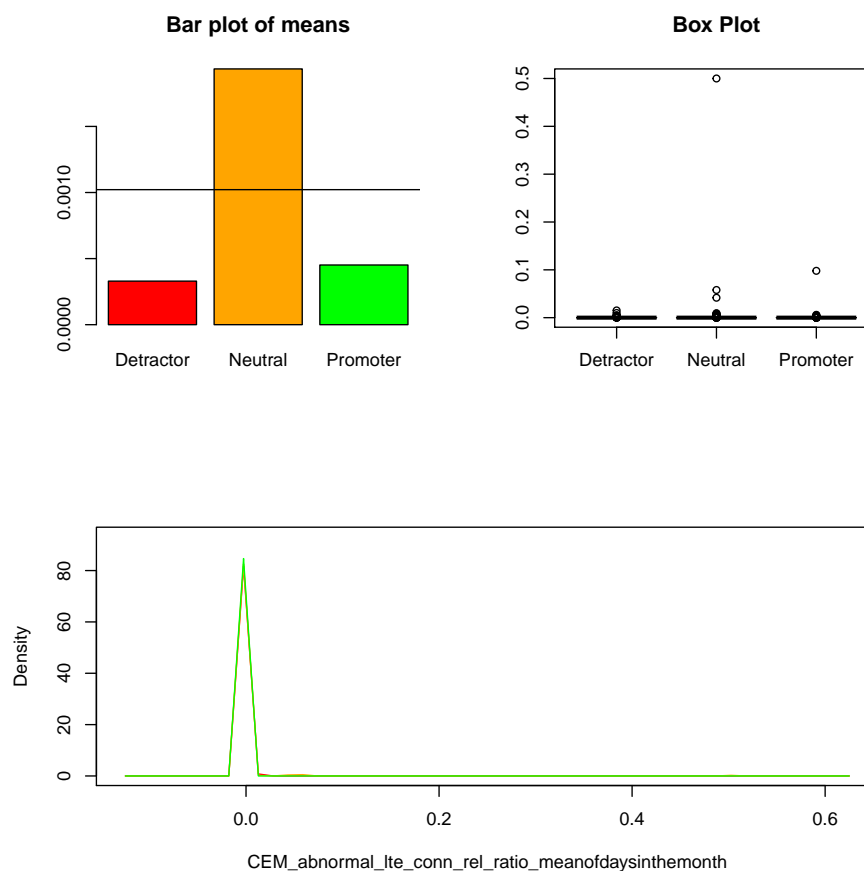 Bar plot of means
0.0000
0.0010
Detractor Neutral Promoter
Box Plot
0.5
0.4
0.3
0.2
0.1
0.0
Detractor Neutral Promoter
Density
80
60
40
20
0
0.0 0.2 0.4 0.6
CEM_abnormal_lte_conn_rel_ratio_meanofdaysinthemonth